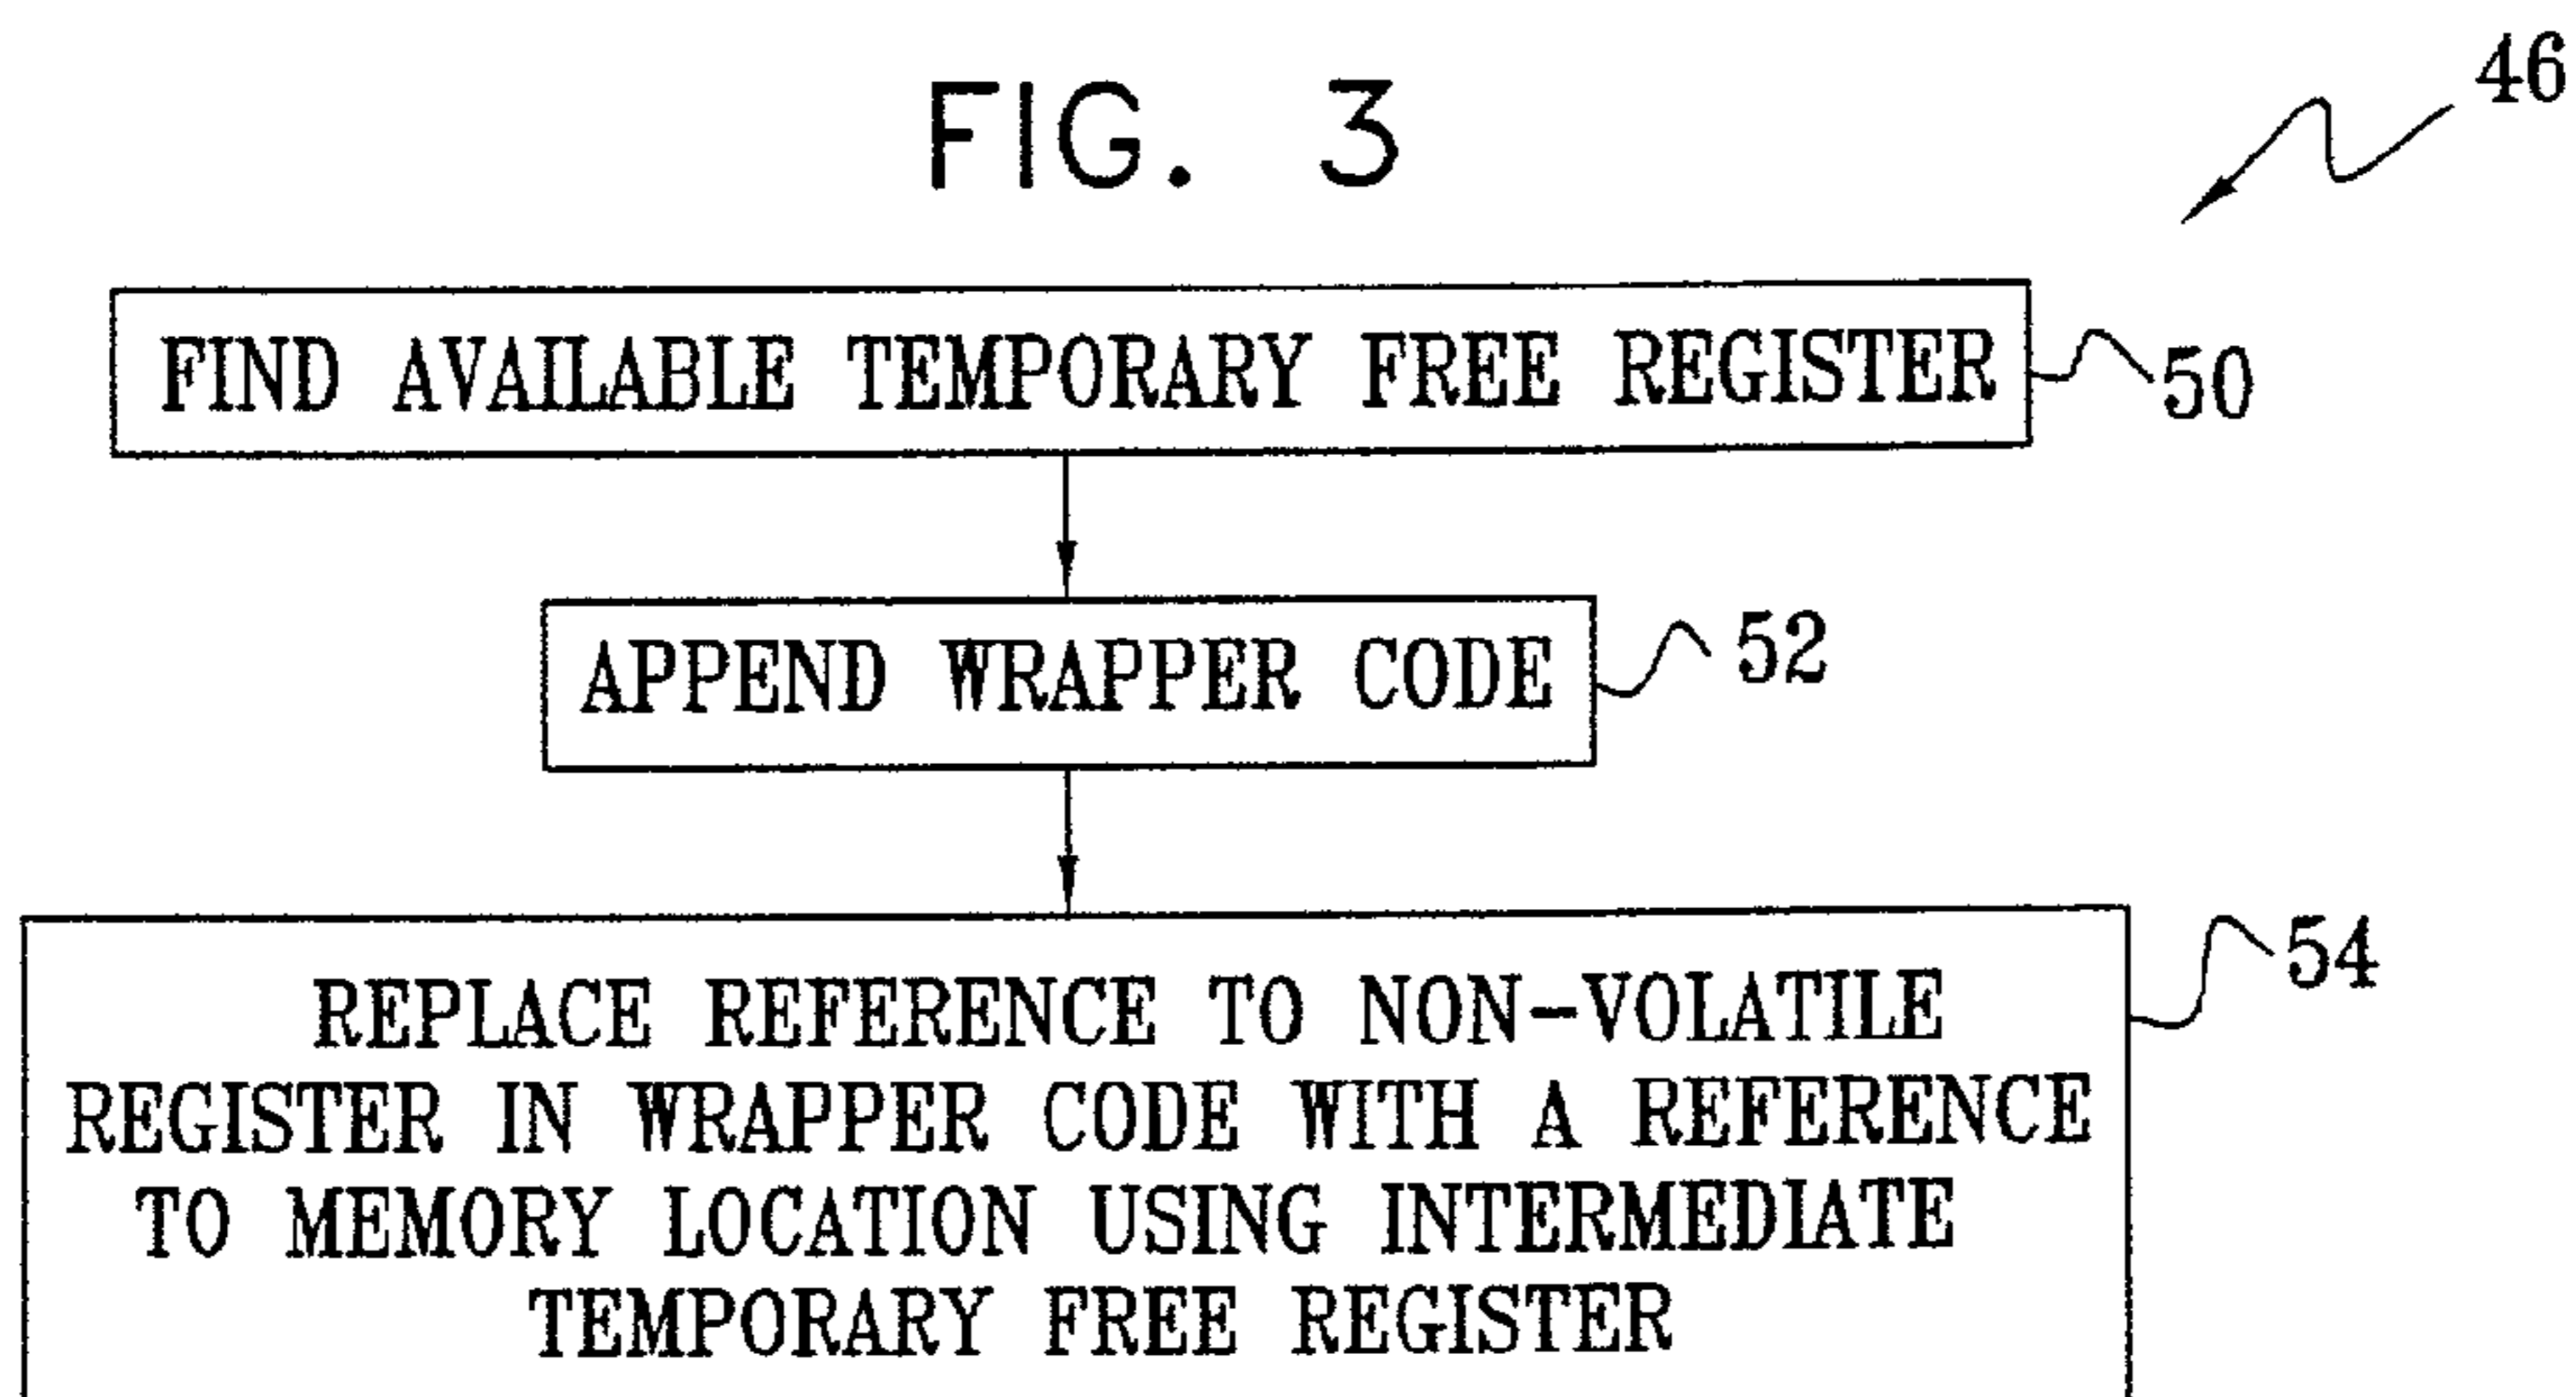 FIG. 3
46
FIND AVAILABLE TEMPORARY FREE REGISTER
50
APPEND WRAPPER CODE
52
REPLACE REFERENCE TO NON-VOLATILE
REGISTER IN WRAPPER CODE WITH A REFERENCE
TO MEMORY LOCATION USING INTERMEDIATE
TEMPORARY FREE REGISTER
54